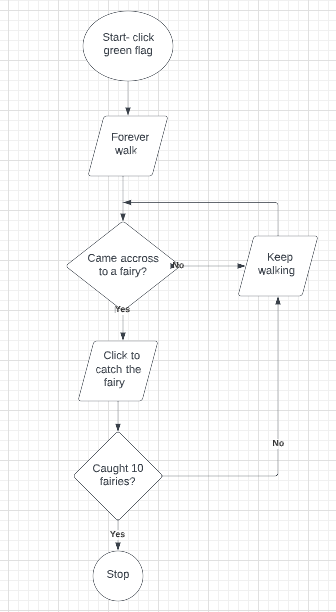 Start- click
green flag
Forever
walk
Came accross
to a fairy?
No
Keep
walking
Yes
Click to
catch the
fairy
No
Caught 10
fairies?
Yes
Stop